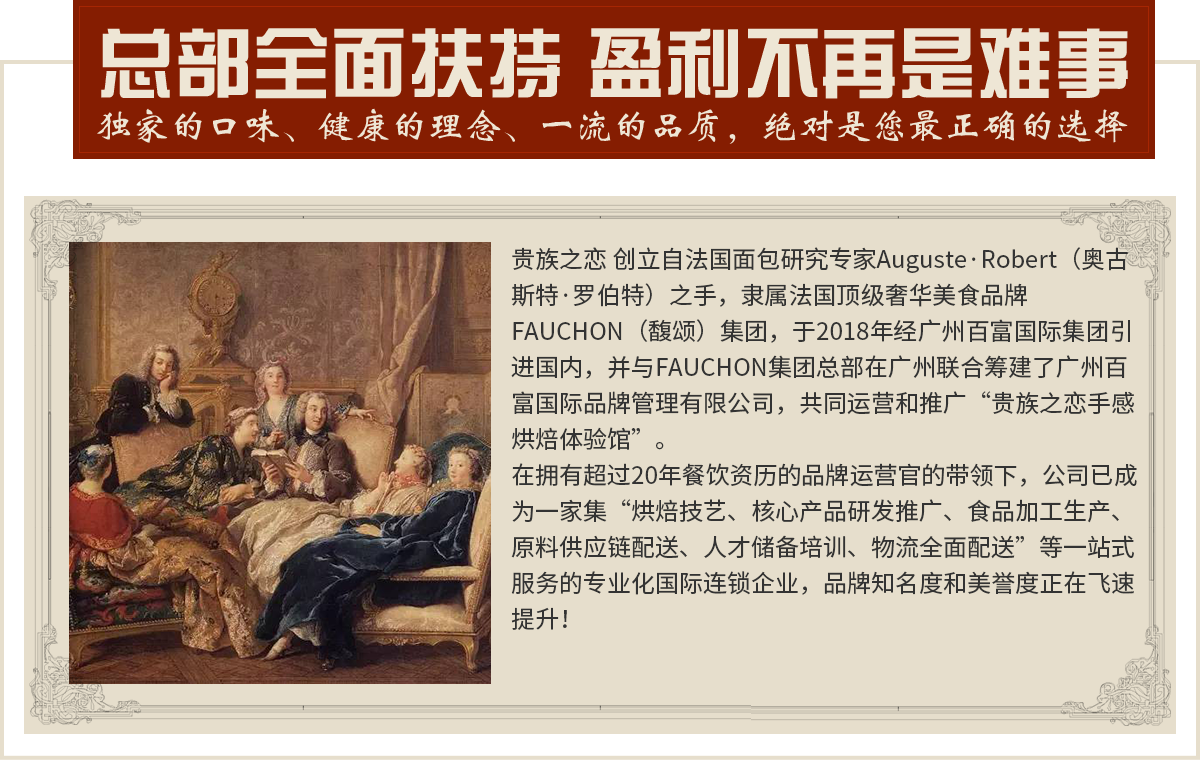 总部全面扶持 盈利不再是难事
独家的口味、健康的理念、一流的品质，绝对是您最正确的选择
贵族之恋 创立自法国面包研究专家Auguste·Robert（奥古
斯特·罗伯特）之手，隶属法国顶级奢华美食品牌
FAUCHON（馥颂）集团，于2018年经广州百富国际集团引
进国内，并与FAUCHON集团总部在广州联合筹建了广州百
富国际品牌管理有限公司，共同运营和推广“贵族之恋手感
烘焙体验馆”。
在拥有超过20年餐饮资历的品牌运营官的带领下，公司已成
为一家集“烘焙技艺、核心产品研发推广、食品加工生产、
原料供应链配送、人才储备培训、物流全面配送”等一站式
服务的专业化国际连锁企业，品牌知名度和美誉度正在飞速
提升！